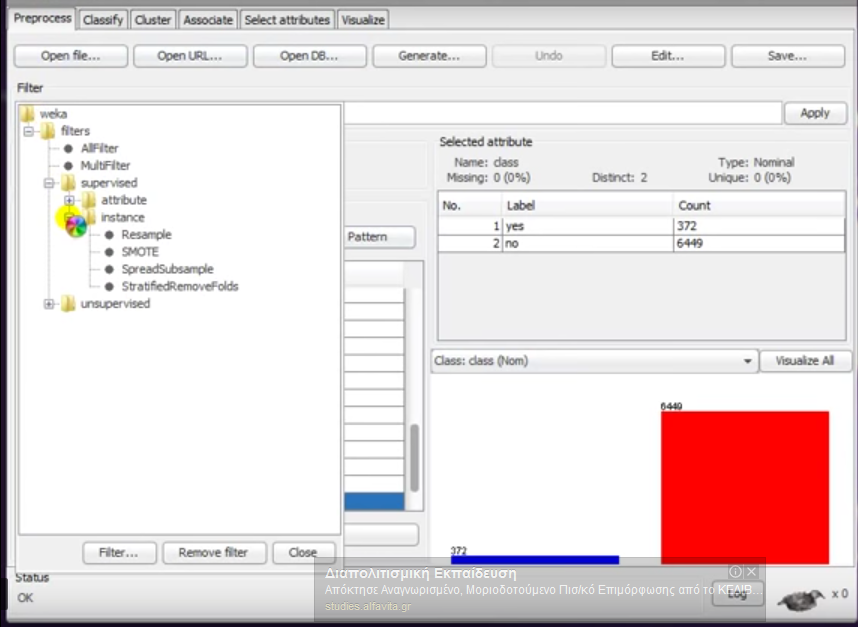 Preprocess Classify Cluster Associate Select attributes Visualize
Open file... Open URL... Open DB... Generate... Undo Edit... Save...
Filter
weka
Apply
filters
AllFilter
MultiFilter
supervised
attribute
instance
Resample
SMOTE
SpreadSubsample
StratifiedRemoveFolds
unsupervised
Filter... Remove filter Close
Pattern
Selected attribute
Name: class Type: Nominal
Missing: 0 (0%) Distinct: 2 Unique: 0 (0%)
No. Label Count
1 yes 372
2 no 6449
Class: class (Nom) Visualize All
6449
372
Status
OK
Διαπολιτισμική Εκπαίδευση
Απόκτησε Αναγνωρισμένο, Μοριοδοτούμενο Πισ/κό Επιμόρφωσης από το ΚΕΔΙΒ...
studies.alfavita.gr
Log
x 0